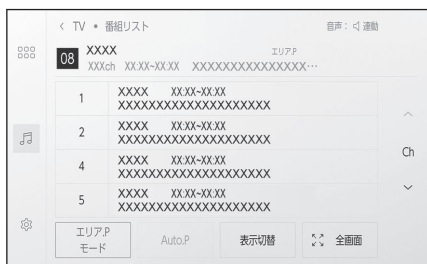 < TV • 番組リスト
音声：連動
08 XXXX エリア.P
XXXch XX:XX~XX:XX XXXXXXXXXXXXXXX…
1 XXXX XX:XX~XX:XX
XXXXXXXXXXXXXXXXXXXXX
2 XXXX XX:XX~XX:XX
XXXXXXXXXXXXXXXXXXXXX
4 XXXX XX:XX~XX:XX
XXXXXXXXXXXXXXXXXXXXX
5 XXXX XX:XX~XX:XX
XXXXXXXXXXXXXXXXXXXXX
Ch
エリア.P
モード
Auto.P
表示切替
全画面